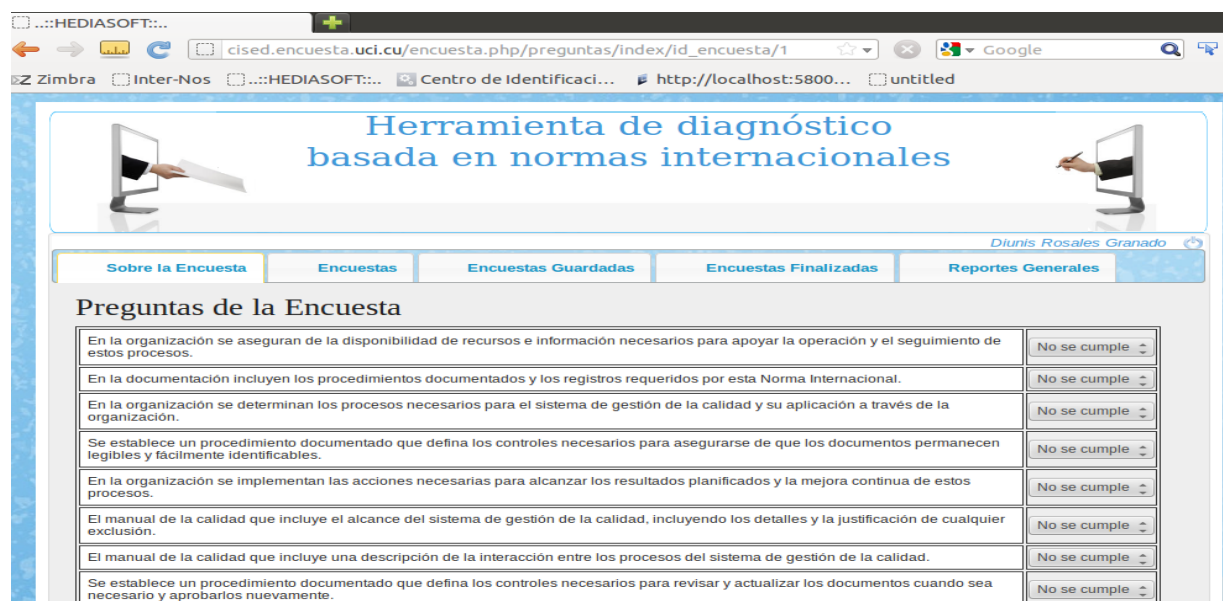 ..::HEDIASOFT::..
cised.encuesta.uci.cu/encuesta.php/preguntas/index/id_encuesta/1
Google
Zimbra Inter-Nos ..::HEDIASOFT::.. Centro de Identificaci... http://localhost:5800... untitled
Herramienta de diagnóstico
basada en normas internacionales
Diunis Rosales Granado
Sobre la Encuesta Encuestas Encuestas Guardadas Encuestas Finalizadas Reportes Generales
Preguntas de la Encuesta
En la organización se aseguran de la disponibilidad de recursos e información necesarios para apoyar la operación y el seguimiento de
estos procesos.
No se cumple
En la documentación incluyen los procedimientos documentados y los registros requeridos por esta Norma Internacional.
No se cumple
En la organización se determinan los procesos necesarios para el sistema de gestión de la calidad y su aplicación a través de la
organización.
No se cumple
Se establece un procedimiento documentado que defina los controles necesarios para asegurarse de que los documentos permanecen
legibles y fácilmente identificables.
No se cumple
En la organización se implementan las acciones necesarias para alcanzar los resultados planificados y la mejora continua de estos
procesos.
No se cumple
El manual de la calidad que incluye el alcance del sistema de gestión de la calidad, incluyendo los detalles y la justificación de cualquier
exclusión.
No se cumple
El manual de la calidad que incluye una descripción de la interacción entre los procesos del sistema de gestión de la calidad.
No se cumple
Se establece un procedimiento documentado que defina los controles necesarios para revisar y actualizar los documentos cuando sea
necesario y aprobarlos nuevamente.
No se cumple